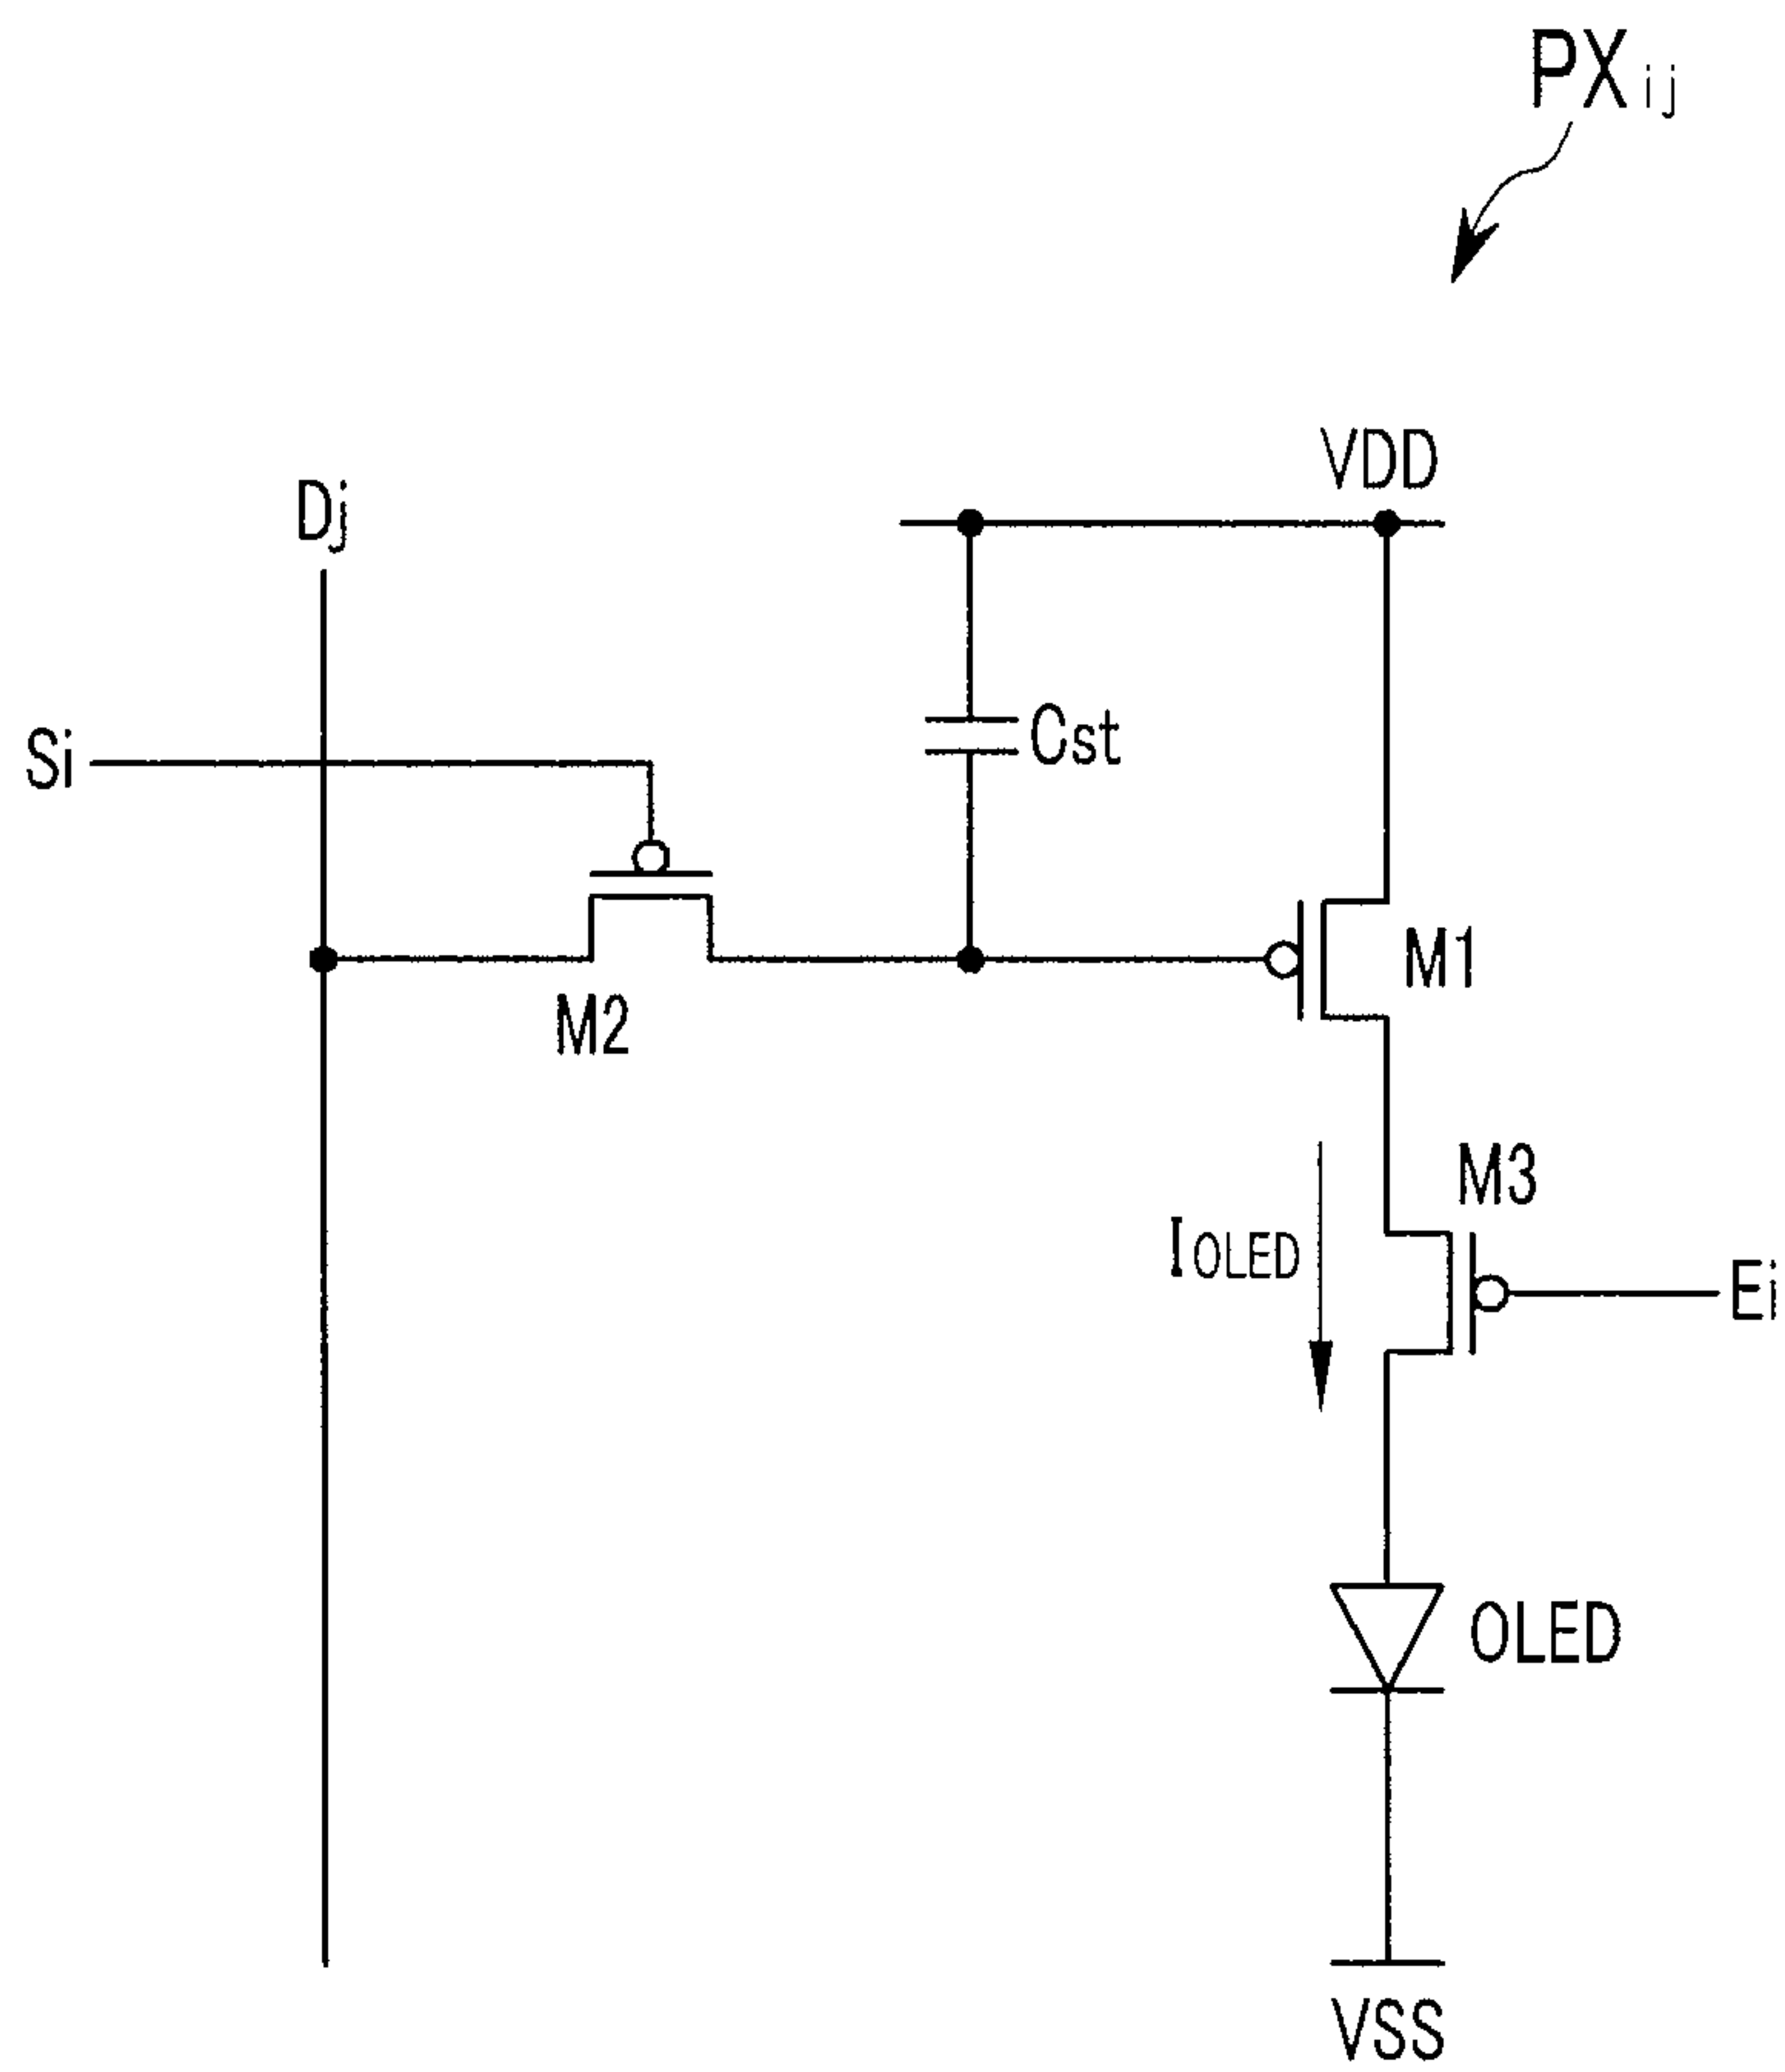 PXij
VDD
Dj
Cst
Si
M1
M2
M3
IOLED
Ei
OLED
VSS